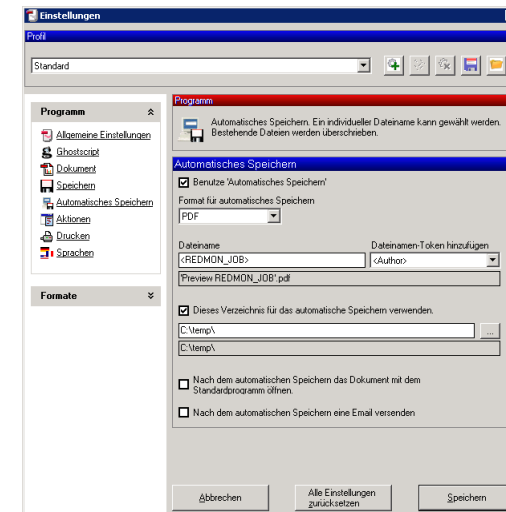 Einstellungen
Profil
Standard
Programm
Allgemeine Einstellungen
Ghostscript
Dokument
Speichern
Automatisches Speichern
Aktionen
Drucken
Sprachen
Formate
Programm
Automatisches Speichern. Ein individueller Dateiname kann gewählt werden.
Bestehende Dateien werden überschrieben.
Automatisches Speichern
Benutze 'Automatisches Speichern'
Format für automatisches Speichern
PDF
Dateiname Dateinamen-Token hinzufügen
<REDMON_JOB> <Author>
'Preview REDMON_JOB'.pdf
Dieses Verzeichnis für das automatische Speichern verwenden.
C:\temp\ ...
C:\temp\
Nach dem automatischen Speichern das Dokument mit dem
Standardprogramm öffnen.
Nach dem automatischen Speichern eine Email versenden
Abbrechen
Alle Einstellungen
zurücksetzen
Speichern